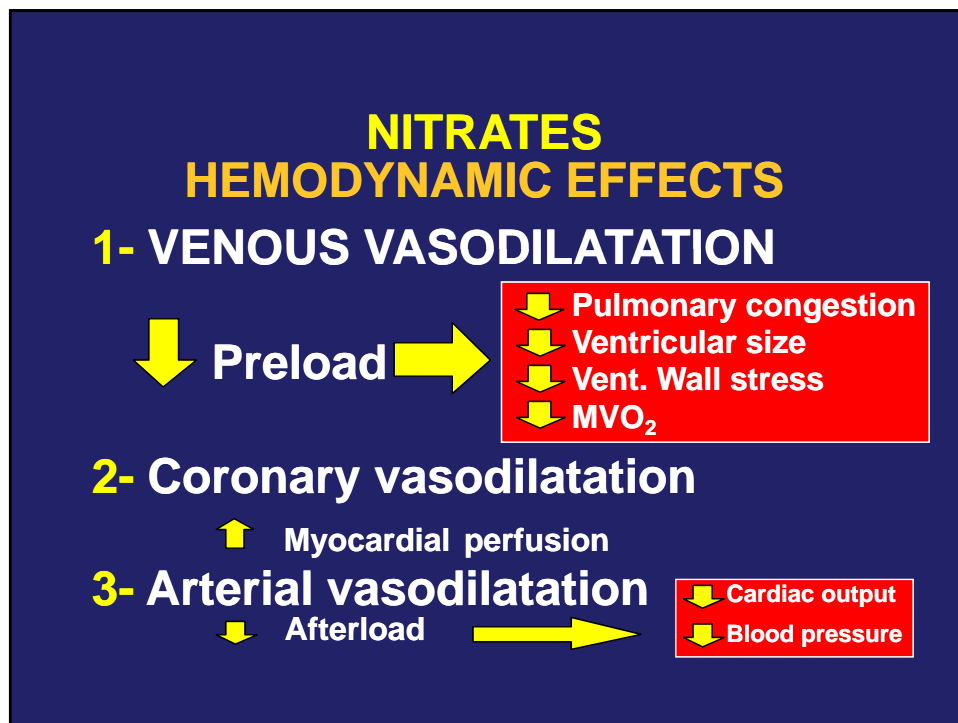 NITRATES
HEMODYNAMIC EFFECTS
1- VENOUS VASODILATATION
Preload
Pulmonary congestion
Ventricular size
Vent. Wall stress
MVO₂
2- Coronary vasodilatation
Myocardial perfusion
3- Arterial vasodilatation
Afterload
Cardiac output
Blood pressure